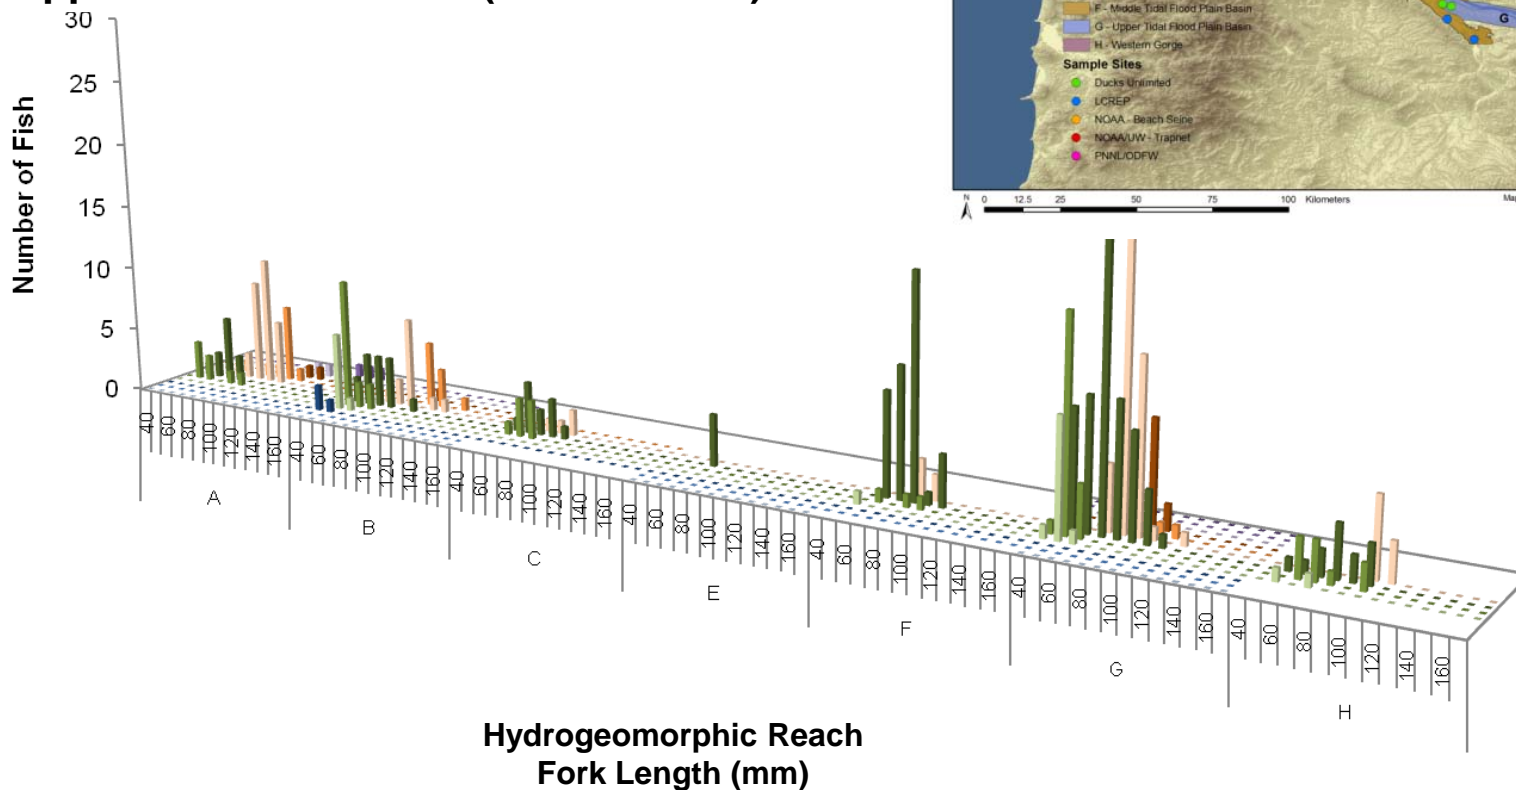 30
25
20
15
10
5
0
Number of Fish
F - Middle Tidal Flood Plain Basin
G - Upper Tidal Flood Plain Basin
H - Western Gorge
Sample Sites
Ducks Unlimited
LCREP
NOAA - Beach Seine
NOAA/UW - Trapnet
PNNL/ODFW
G
N 0 12.5 25 50 75 100 Kilometers
40 60 80 100 120 140 160
A
40 60 80 100 120 140 160
B
40 60 80 100 120 140 160
C
40 60 80 100 120 140 160
E
40 60 80 100 120 140 160
F
40 60 80 100 120 140 160
G
40 60 80 100 120 140 160
H
Hydrogeomorphic Reach
Fork Length (mm)